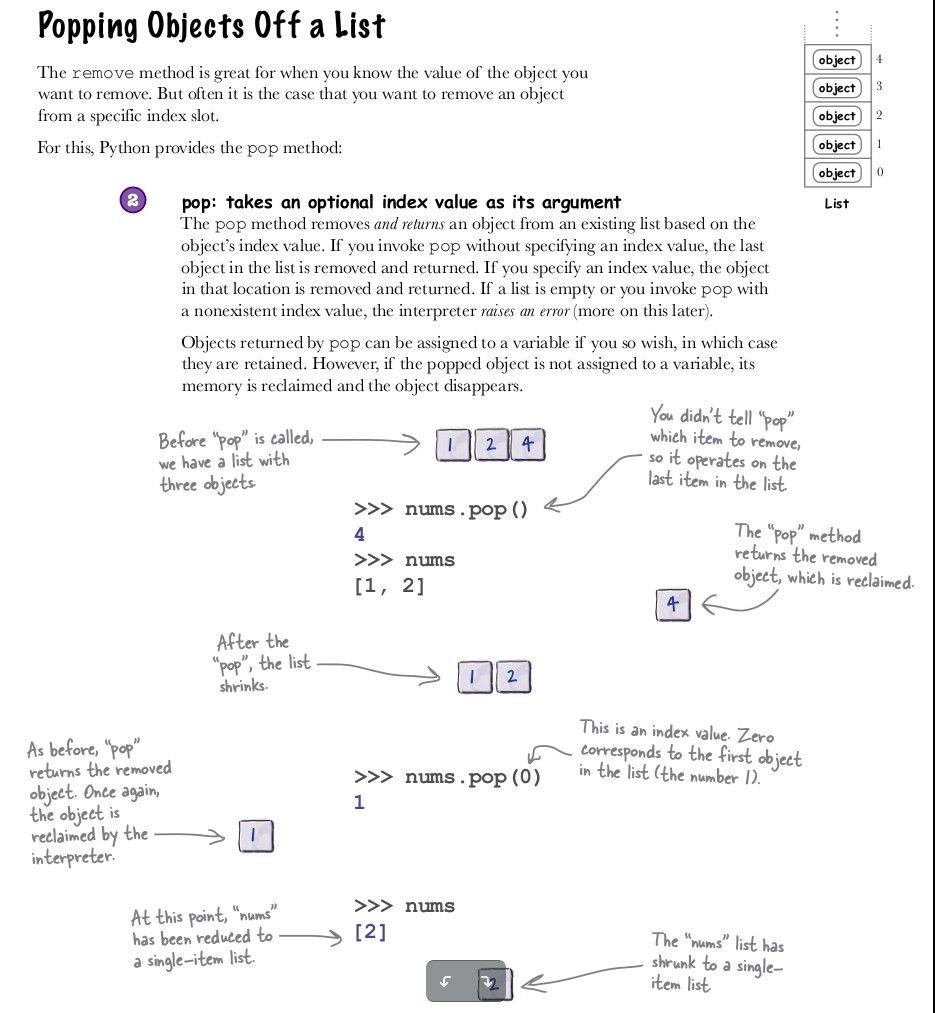 Popping Objects Off a List
The remove method is great for when you know the value of the object you
want to remove. But often it is the case that you want to remove an object
from a specific index slot.
For this, Python provides the pop method:
object 4
object 3
object 2
object 1
object 0
List
2
pop: takes an optional index value as its argument
The pop method removes and returns an object from an existing list based on the
object's index value. If you invoke pop without specifying an index value, the last
object in the list is removed and returned. If you specify an index value, the object
in that location is removed and returned. If a list is empty or you invoke pop with
a nonexistent index value, the interpreter raises an error (more on this later).
Objects returned by pop can be assigned to a variable if you so wish, in which case
they are retained. However, if the popped object is not assigned to a variable, its
memory is reclaimed and the object disappears.
Before "pop" is called,
we have a list with
three objects.
1 2 4
You didn't tell "pop"
which item to remove,
so it operates on the
last item in the list.
>>> nums.pop()
4
>>> nums
[1, 2]
The "pop" method
returns the removed
object, which is reclaimed.
4
After the
"pop", the list
shrinks.
1 2
This is an index value. Zero
corresponds to the first object
in the list (the number 1).
>>> nums.pop(0)
1
As before, "pop"
returns the removed
object. Once again,
the object is
reclaimed by the
interpreter.
1
>>> nums
[2]
At this point, "nums"
has been reduced to
a single-item list.
2
The "nums" list has
shrunk to a single-
item list.